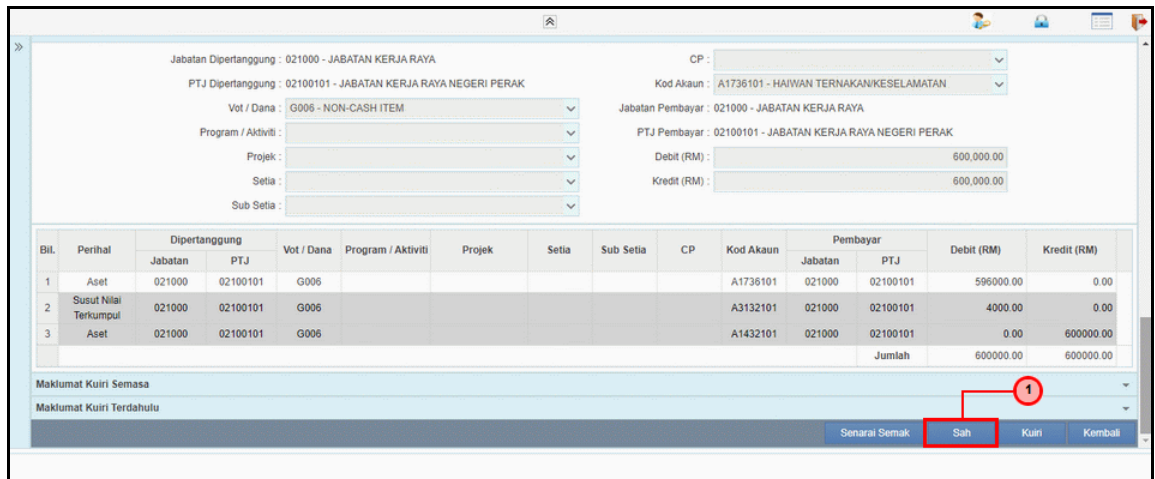 Jabatan Dipertanggung : 021000 - JABATAN KERJA RAYA CP :
PTJ Dipertanggung : 02100101 - JABATAN KERJA RAYA NEGERI PERAK Kod Akaun : A1736101 - HAIWAN TERNAKAN/KESELAMATAN
Vot / Dana : G006 - NON-CASH ITEM Jabatan Pembayar : 021000 - JABATAN KERJA RAYA
Program / Aktiviti : PTJ Pembayar : 02100101 - JABATAN KERJA RAYA NEGERI PERAK
Projek : Debit (RM) : 600,000.00
Setia : Kredit (RM) : 600,000.00
Sub Setia :
Bil. Perihal Dipertanggung Vot / Dana Program / Aktiviti Projek Setia Sub Setia CP Kod Akaun Pembayar Debit (RM) Kredit (RM)
Jabatan PTJ Jabatan PTJ
1 Aset 021000 02100101 G006 A1736101 021000 02100101 596000.00 0.00
2 Susut Nilai Terkumpul 021000 02100101 G006 A3132101 021000 02100101 4000.00 0.00
3 Aset 021000 02100101 G006 A1432101 021000 02100101 0.00 600000.00
Jumlah 600000.00 600000.00
Maklumat Kuiri Semasa
1
Maklumat Kuiri Terdahulu
Senarai Semak Sah Kuiri Kembali